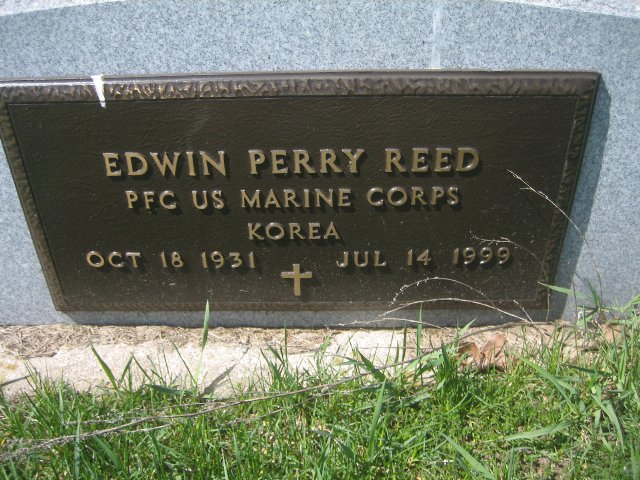 EDWIN PERRY REED
PFC US MARINE CORPS
KOREA
OCT 18 1931 JUL 14 1999